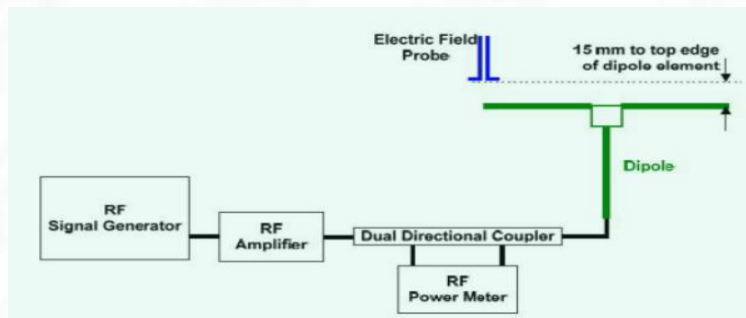 Electric Field
Probe
15 mm to top edge
of dipole element
Dipole
RF
Signal Generator
RF
Amplifier
Dual Directional Coupler
RF
Power Meter